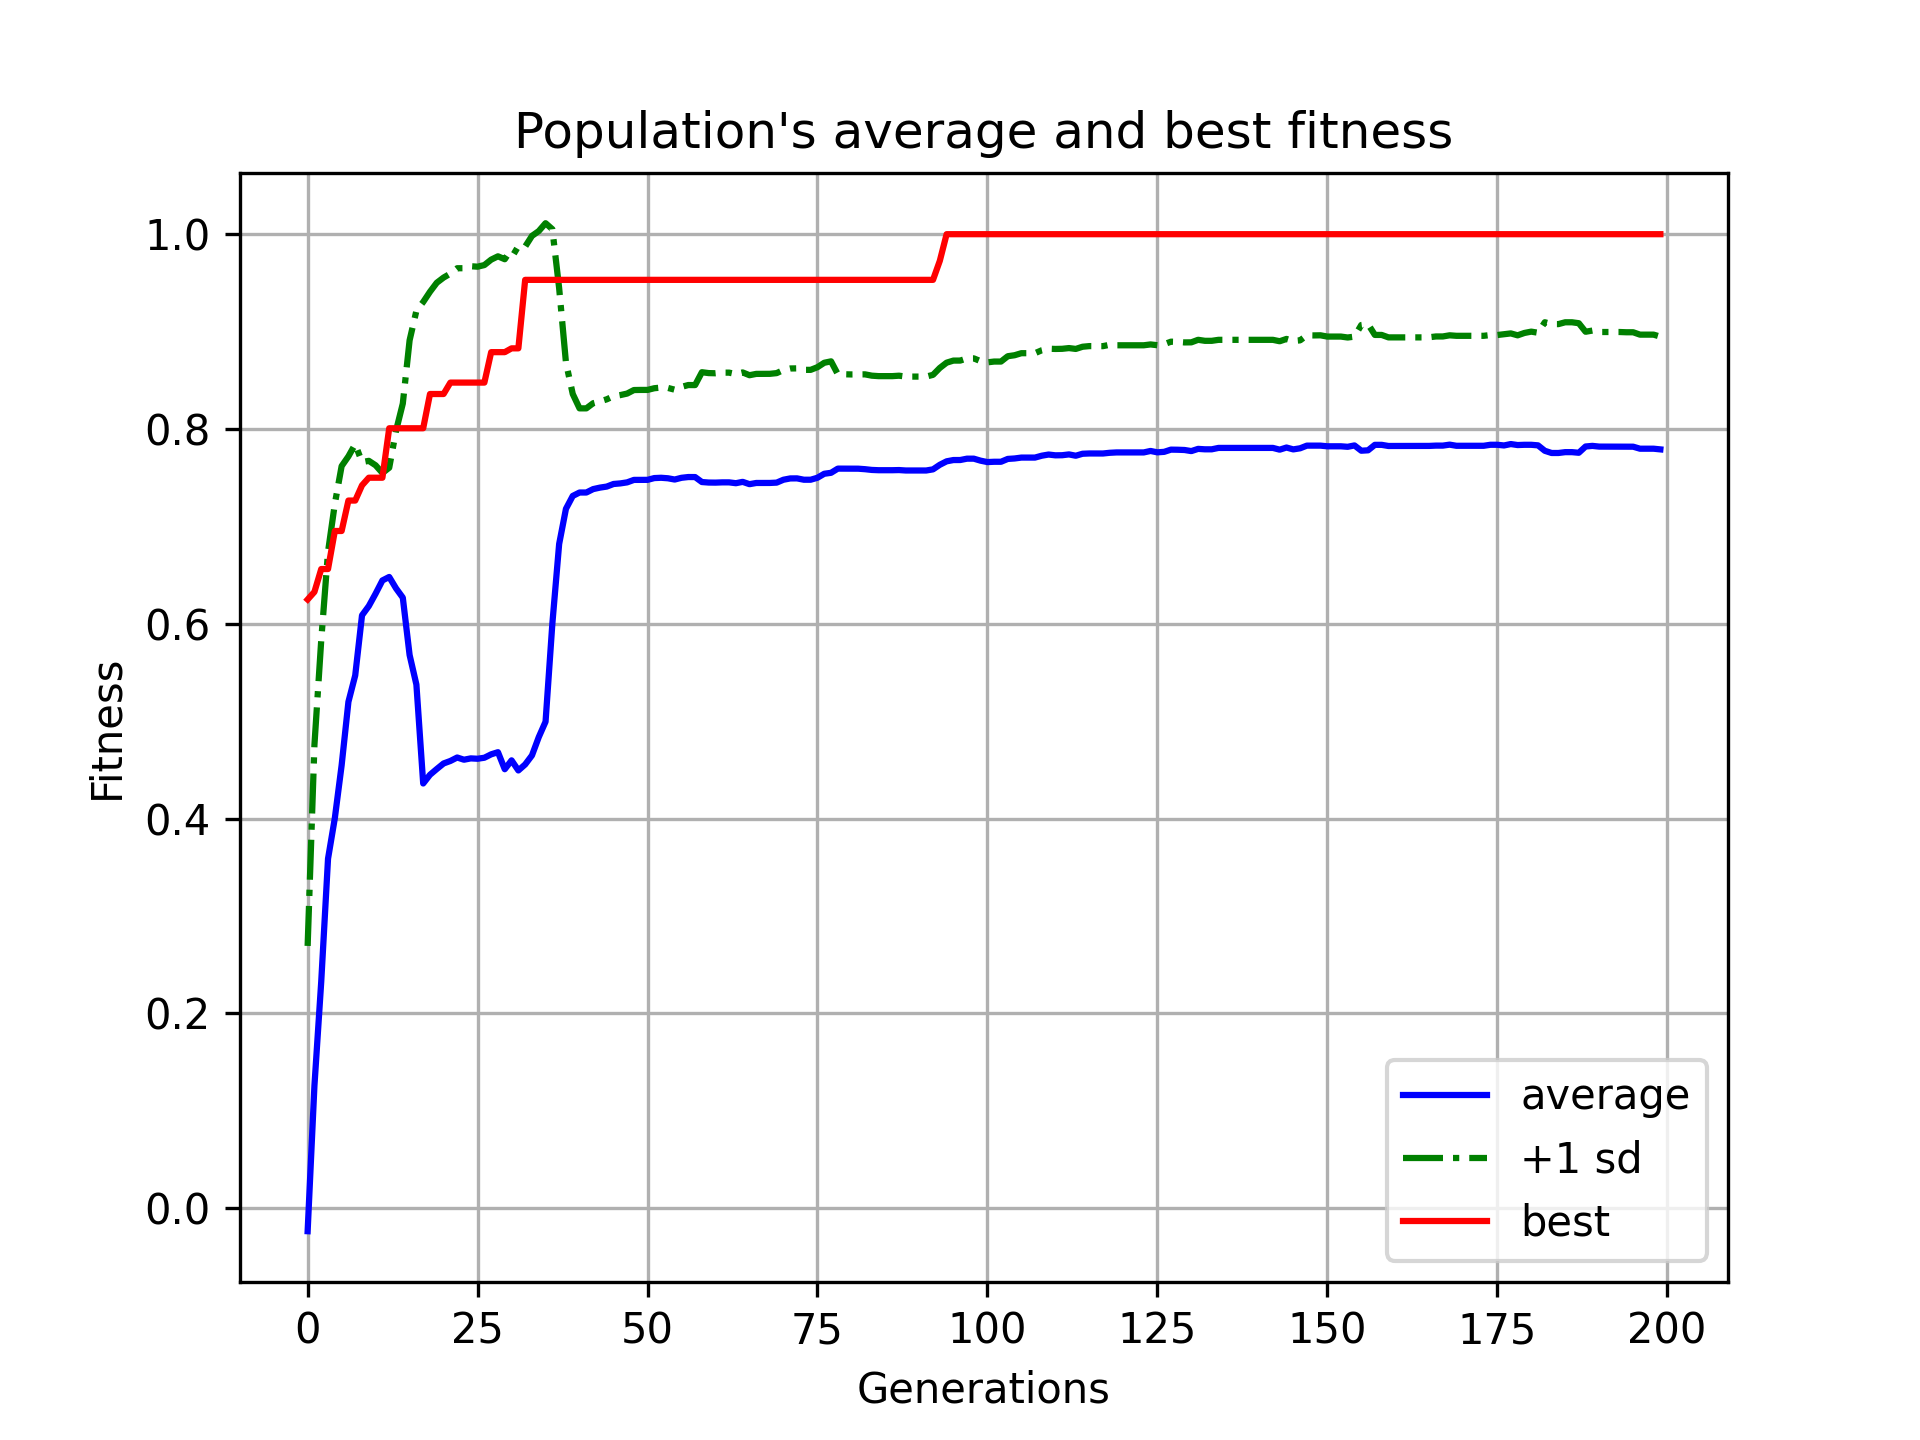 Population's average and best fitness
1.0
0.8
0.6
0.4
0.2
0.0
Fitness
0 25 50 75 100 125 150 175 200
Generations
average
+1 sd
best